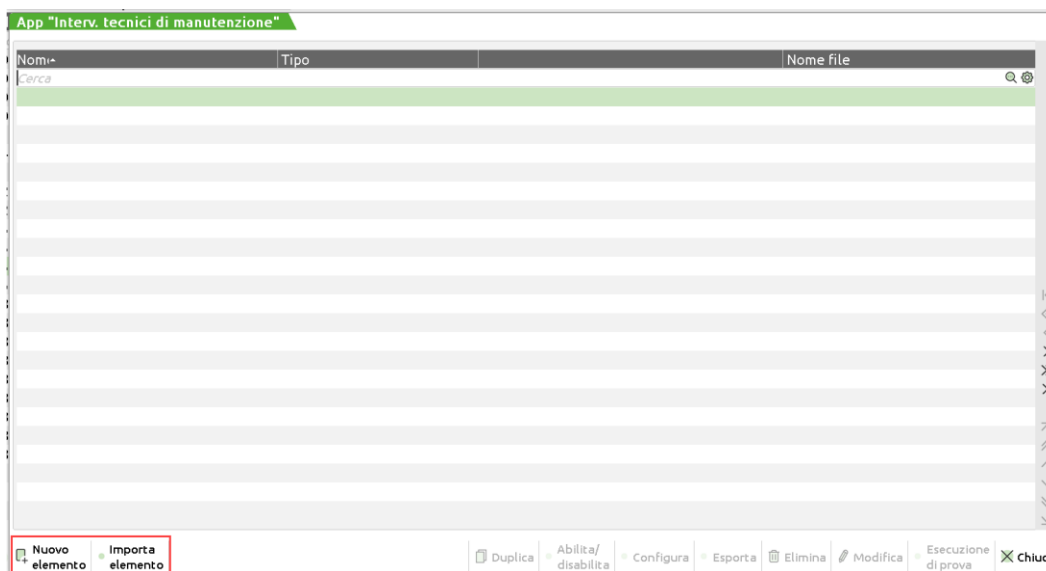 App "Interv. tecnici di manutenzione"
Tipo
Nome file
Cerca
Nuovo elemento
Importa elemento
Duplica
Abilita/ disabilita
Configura
Esporta
Elimina
Modifica
Esecuzione di prova